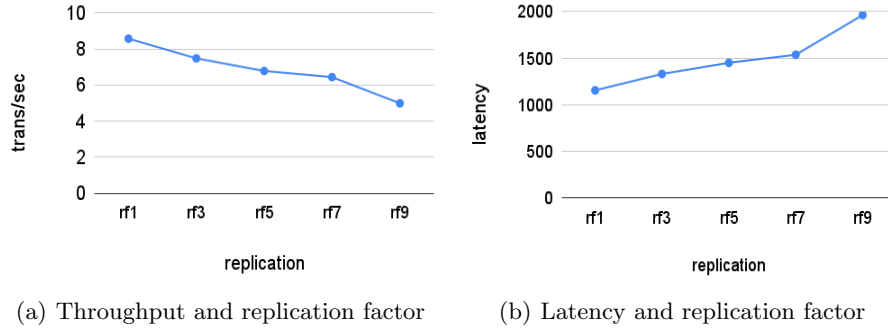 10
8
6
4
2
0
trans/sec
rf1 rf3 rf5 rf7 rf9
replication
(a) Throughput and replication factor
2000
1500
1000
500
0
latency
rf1 rf3 rf5 rf7 rf9
replication
(b) Latency and replication factor